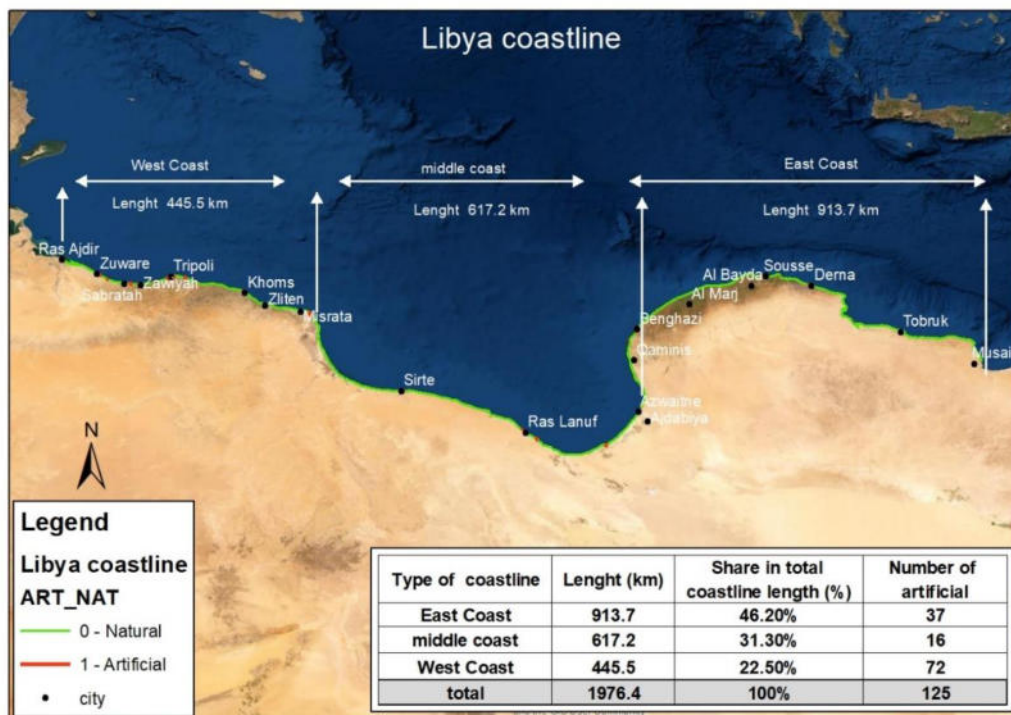 Libya coastline
West Coast
middle coast
East Coast
Lenght 445.5 km
Lenght 617.2 km
Lenght 913.7 km
Ras Ajdir
Zuware
Tripoli
Sabratah
Zawiyah
Khoms
Zliten
Misrata
Sirte
Ras Lanuf
Sousse
Al Bayda
Derna
Al Marj
Benghazi
Tobruk
Qaminis
Musai
Azwaitne
Ajdabiya
N
Legend
Libya coastline
ART_NAT
0 - Natural
1 - Artificial
city
Type of coastline Lenght (km) Share in total coastline length (%) Number of artificial
East Coast 913.7 46.20% 37
middle coast 617.2 31.30% 16
West Coast 445.5 22.50% 72
total 1976.4 100% 125